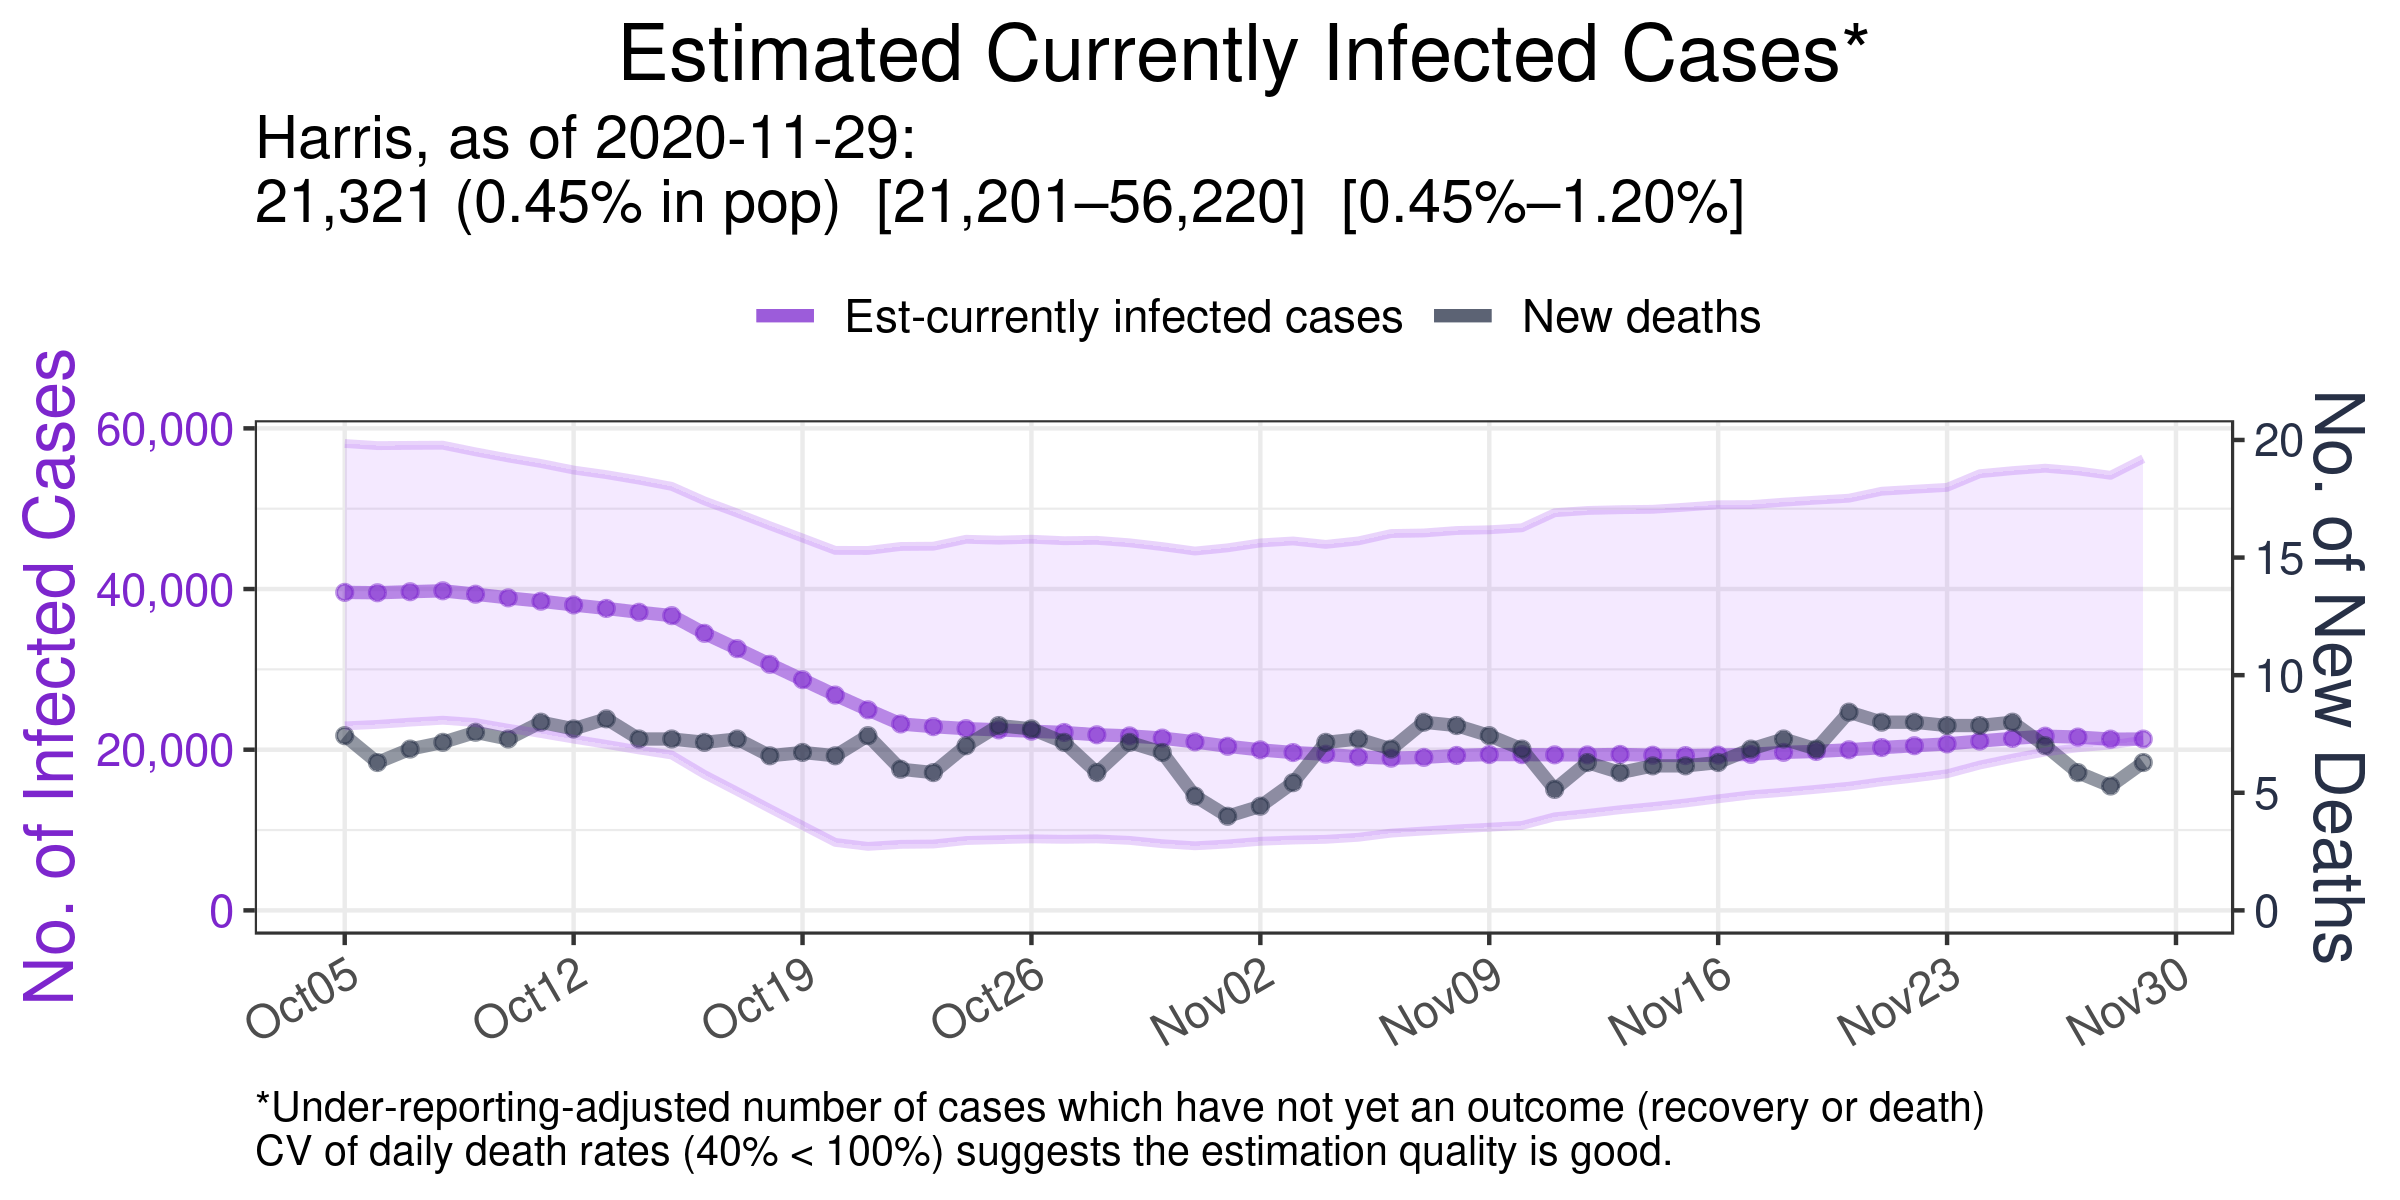 Estimated Currently Infected Cases*
Harris, as of 2020-11-29:
21,321 (0.45% in pop)  [21,201–56,220]  [0.45%–1.20%]
Est-currently infected cases
New deaths
No. of Infected Cases
60,000
40,000
20,000
0
No. of New Deaths
20
15
10
5
0
Oct05
Oct12
Oct19
Oct26
Nov02
Nov09
Nov16
Nov23
Nov30
*Under-reporting-adjusted number of cases which have not yet an outcome (recovery or death)
CV of daily death rates (40% < 100%) suggests the estimation quality is good.